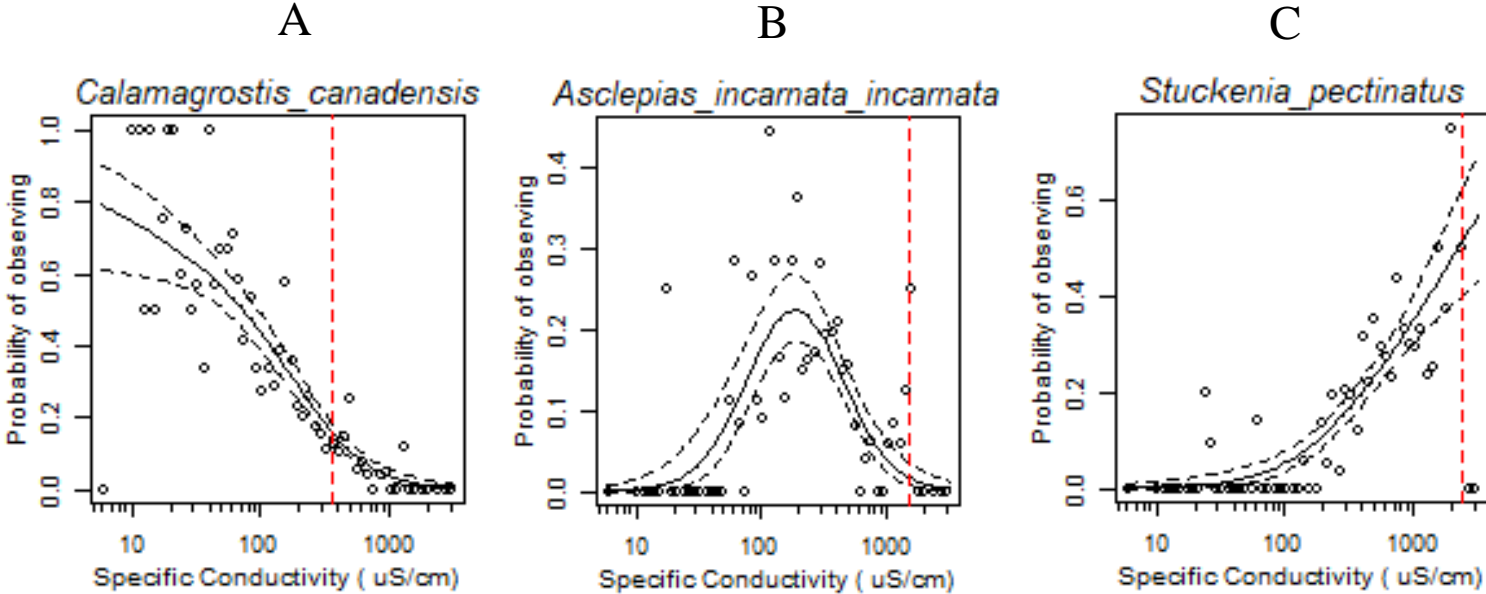 A
B
C
Calamagrostis_canadensis
Asclepias_incarnata_incarnata
Stuckenia_pectinatus
Probability of observing
0.0
0.2
0.4
0.6
0.8
1.0
10
100
1000
Specific Conductivity ( uS/cm)
Probability of observing
0.0
0.1
0.2
0.3
0.4
10
100
1000
Specific Conductivity ( uS/cm)
Probability of observing
0.0
0.2
0.4
0.6
10
100
1000
Specific Conductivity ( uS/cm)